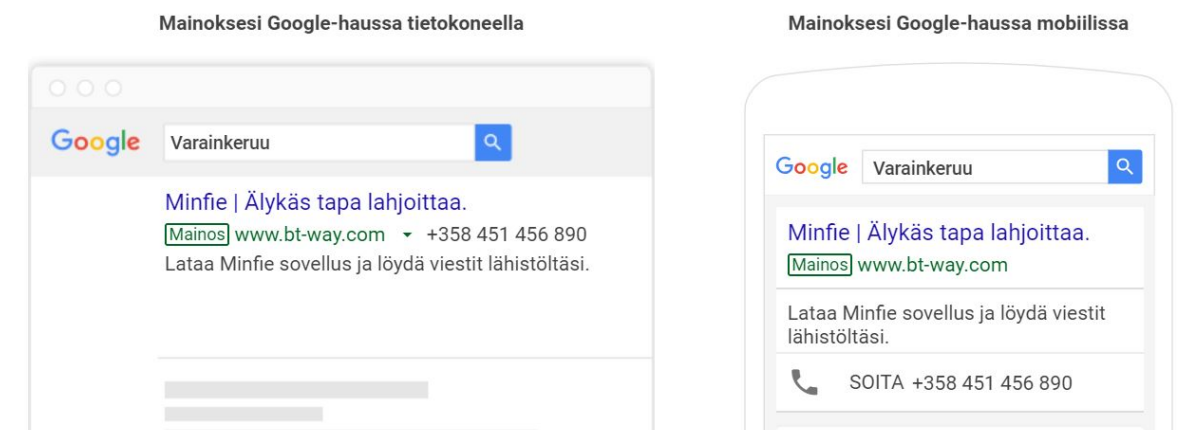 Mainoksesi Google-haussa tietokoneella
Google Varainkeruu
Minfie | Älykäs tapa lahjoittaa.
Mainos www.bt-way.com +358 451 456 890
Lataa Minfie sovellus ja löydä viestit lähistöltäsi.
Mainoksesi Google-haussa mobiilissa
Google Varainkeruu
Minfie | Älykäs tapa lahjoittaa.
Mainos www.bt-way.com
Lataa Minfie sovellus ja löydä viestit
lähistöltäsi.
SOITA +358 451 456 890